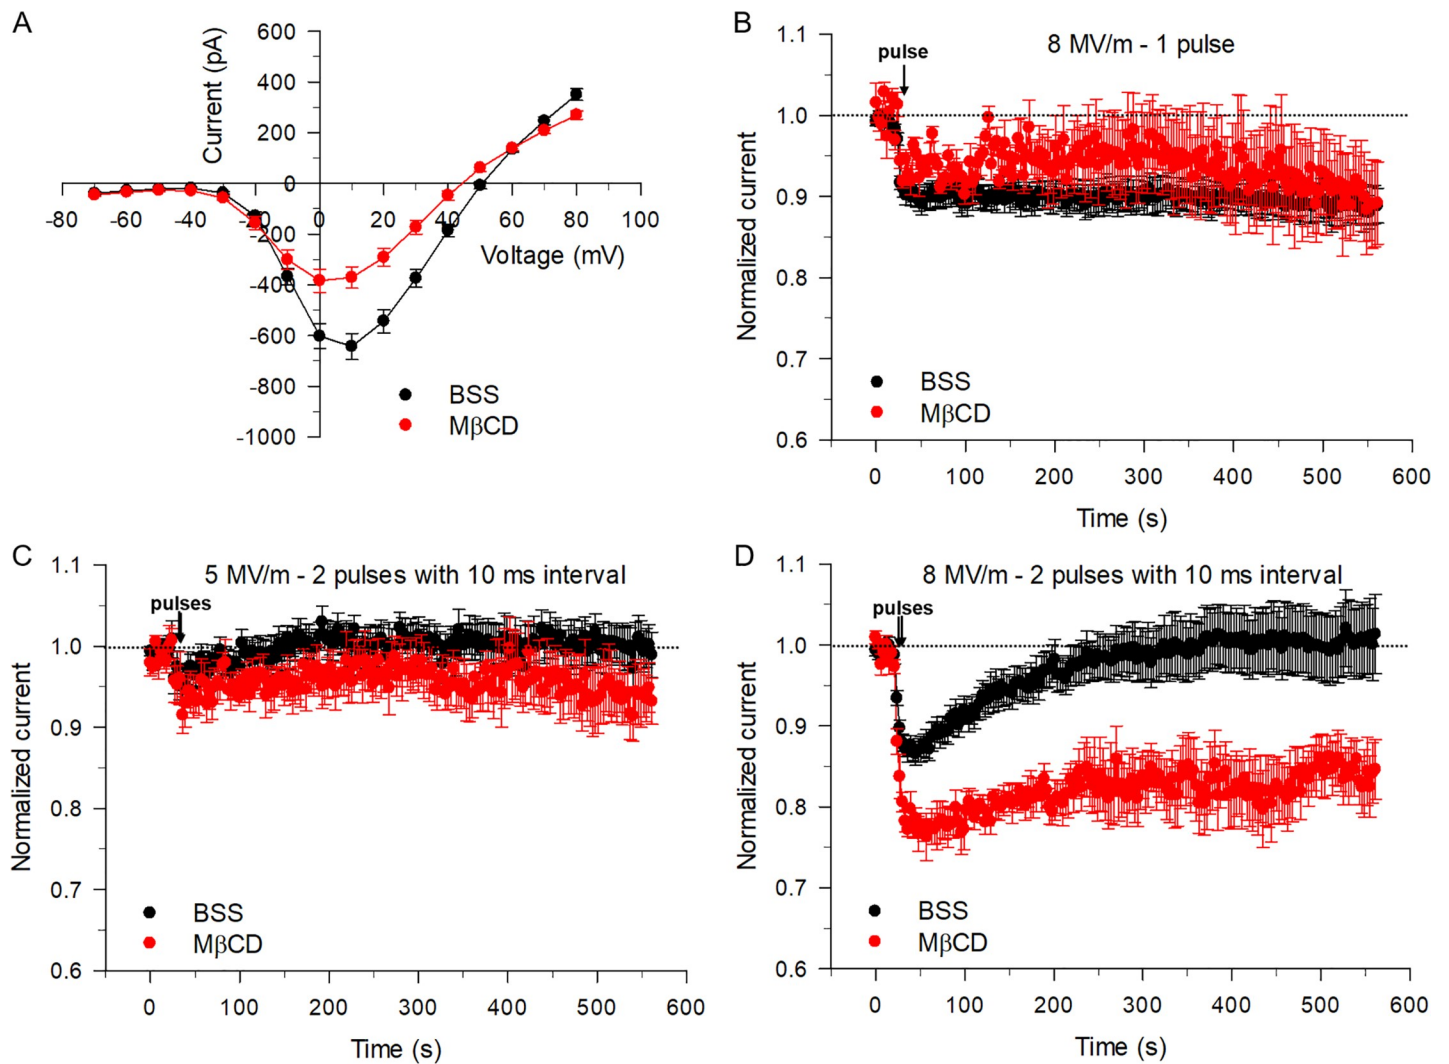 A
Current (pA)
600
400
200
0
-80 -60 -40 -20 0 20 40 60 80 100
-200
Voltage (mV)
-400
-600
-800
-1000
BSS
MβCD
B
8 MV/m - 1 pulse
pulse
Normalized current
1.1
1.0
0.9
0.8
0.7
0.6
BSS
MβCD
0 100 200 300 400 500 600
Time (s)
C
5 MV/m - 2 pulses with 10 ms interval
pulses
Normalized current
1.1
1.0
0.9
0.8
0.7
0.6
BSS
MβCD
0 100 200 300 400 500 600
Time (s)
D
8 MV/m - 2 pulses with 10 ms interval
pulses
Normalized current
1.1
1.0
0.9
0.8
0.7
0.6
BSS
MβCD
0 100 200 300 400 500 600
Time (s)